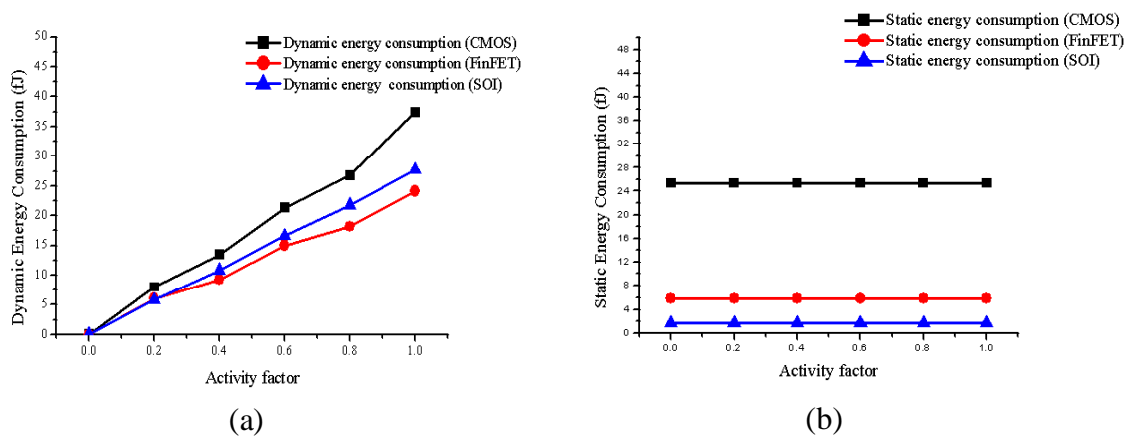 Dynamic Energy Consumption (fJ)
50
45
40
35
30
25
20
15
10
5
0
Dynamic energy consumption (CMOS)
Dynamic energy consumption (FinFET)
Dynamic energy consumption (SOI)
0.0 0.2 0.4 0.6 0.8 1.0
Activity factor
(a)
Static Energy Consumption (fJ)
48
44
40
36
32
28
24
20
16
12
8
4
0
Static energy consumption (CMOS)
Static energy consumption (FinFET)
Static energy consumption (SOI)
0.0 0.2 0.4 0.6 0.8 1.0
Activity factor
(b)